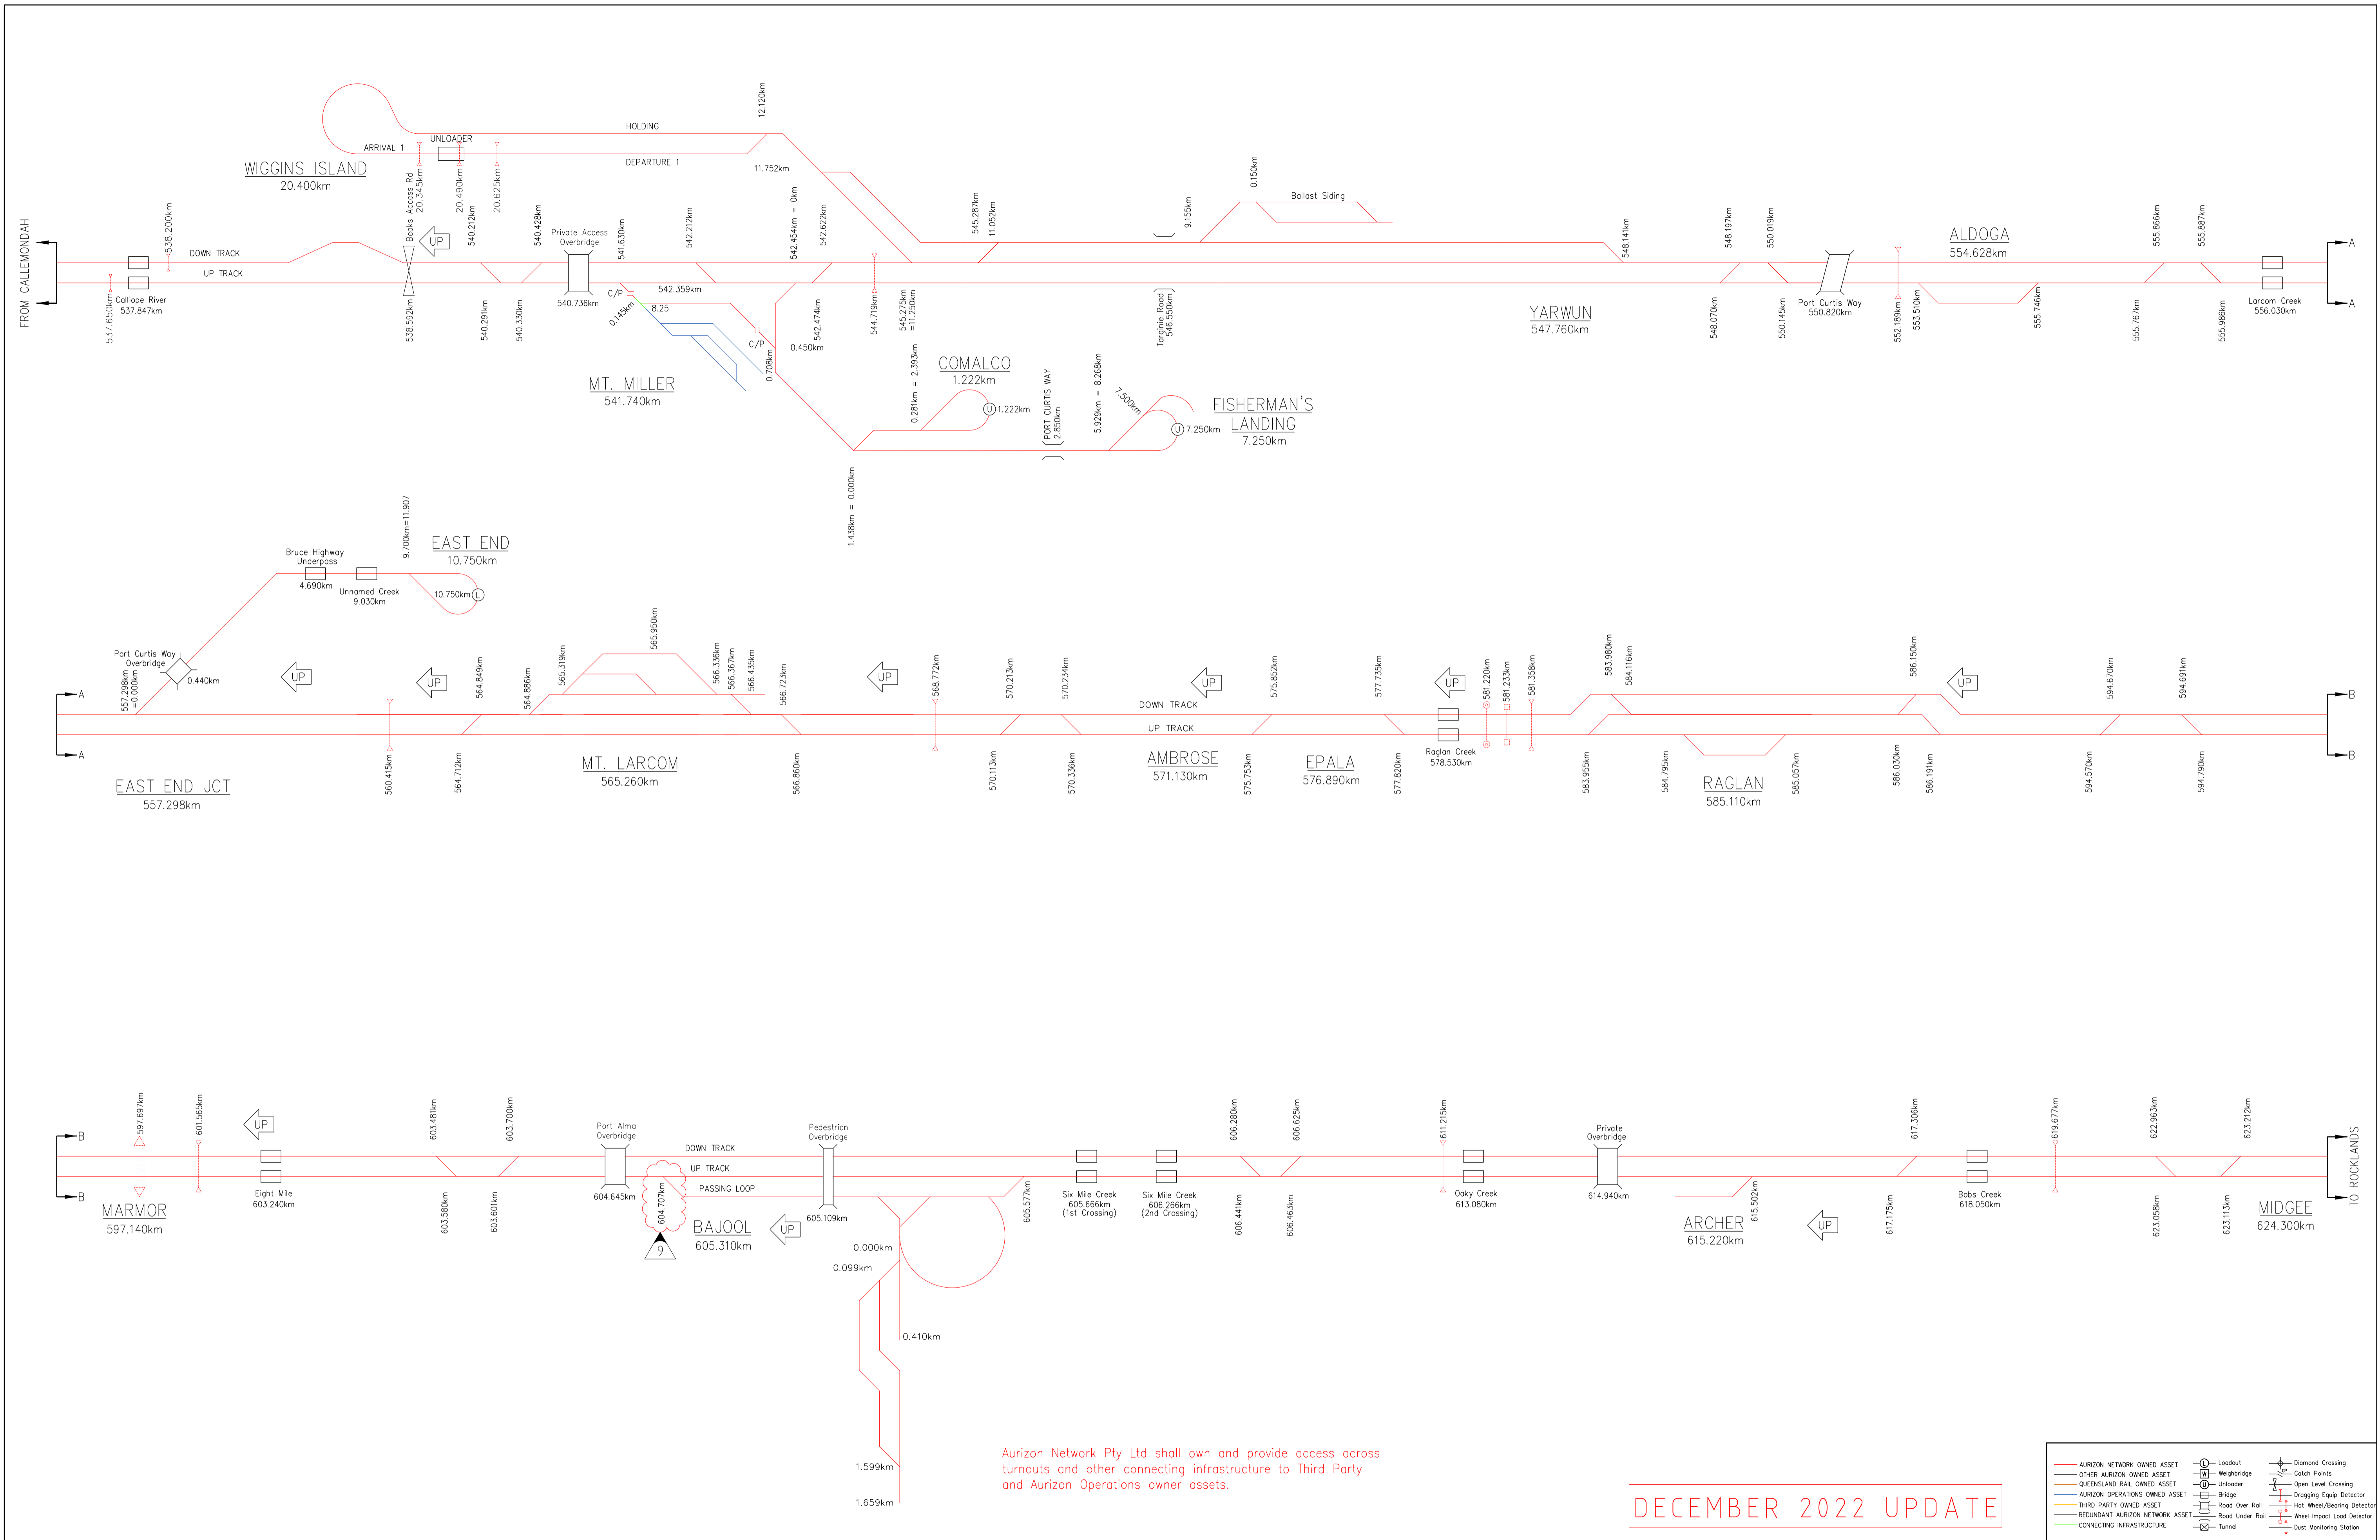 12.120km
HOLDING
UNLOADER
ARRIVAL 1
DEPARTURE 1
WIGGINS ISLAND
20.400km
Beaks Access Rd
20.345km
20.490km
20.625km
11.752km
0.150km
Ballast Siding
9.155km
FROM CALLEMONDAH
538.200km
DOWN TRACK
UP TRACK
537.650km
Calliope River
537.847km
UP
538.592km
540.212km
540.428km
540.291km
540.330km
Private Access
Overbridge
540.736km
541.630km
542.212km
542.359km
C/P
0.145km
8.25
542.454km = 0km
542.622km
542.474km
C/P
0.708km
0.450km
MT. MILLER
541.740km
544.719km
545.275km
=11.250km
545.287km
11.052km
Targinie Road
546.550km
YARWUN
547.760km
548.141km
548.197km
548.070km
550.019km
550.145km
Port Curtis Way
550.820km
552.189km
553.510km
ALDOGA
554.628km
555.746km
555.866km
555.887km
555.767km
555.986km
Larcom Creek
556.030km
A
A
COMALCO
1.222km
0.281km = 2.393km
U
1.222km
PORT CURTIS WAY
2.850km
5.929km = 8.268km
7.500km
U
7.250km
FISHERMAN'S
LANDING
7.250km
1.438km = 0.000km
9.700km=11.907
EAST END
10.750km
Bruce Highway
Underpass
4.690km
Unnamed Creek
9.030km
10.750km
L
Port Curtis Way
Overbridge
0.440km
557.298km
=0.000km
A
A
EAST END JCT
557.298km
UP
UP
560.415km
564.849km
564.712km
564.886km
565.319km
565.950km
566.336km
566.367km
566.435km
566.723km
566.860km
MT. LARCOM
565.260km
UP
568.772km
570.213km
570.113km
570.234km
570.336km
DOWN TRACK
UP TRACK
AMBROSE
571.130km
UP
575.852km
575.753km
EPALA
576.890km
577.735km
577.820km
UP
Raglan Creek
578.530km
581.220km
581.233km
581.358km
583.980km
584.116km
583.955km
584.795km
RAGLAN
585.110km
585.057km
586.150km
586.030km
586.191km
UP
594.670km
594.691km
594.570km
594.790km
B
B
B
B
597.697km
MARMOR
597.140km
601.565km
UP
Eight Mile
603.240km
603.481km
603.700km
603.580km
603.601km
Port Alma
Overbridge
604.645km
604.707km
9
DOWN TRACK
UP TRACK
PASSING LOOP
BAJOOL
605.310km
UP
Pedestrian
Overbridge
605.109km
0.000km
0.099km
0.410km
1.599km
1.659km
605.577km
Six Mile Creek
605.666km
(1st Crossing)
Six Mile Creek
606.266km
(2nd Crossing)
606.280km
606.625km
606.441km
606.463km
611.215km
Oaky Creek
613.080km
Private
Overbridge
614.940km
ARCHER
615.220km
615.502km
UP
617.306km
617.175km
Bobs Creek
618.050km
619.677km
622.963km
623.212km
623.058km
623.113km
MIDGEE
624.300km
TO ROCKLANDS
Aurizon Network Pty Ltd shall own and provide access across
turnouts and other connecting infrastructure to Third Party
and Aurizon Operations owner assets.
DECEMBER 2022 UPDATE
AURIZON NETWORK OWNED ASSET
OTHER AURIZON OWNED ASSET
QUEENSLAND RAIL OWNED ASSET
AURIZON OPERATIONS OWNED ASSET
THIRD PARTY OWNED ASSET
REDUNDANT AURIZON NETWORK ASSET
CONNECTING INFRASTRUCTURE
L Loadout
W Weighbridge
U Unloader
Bridge
Road Over Rail
Road Under Rail
Tunnel
Diamond Crossing
CP Catch Points
Open Level Crossing
Dragging Equip Detector
Hot Wheel/Bearing Detector
Wheel Impact Load Detector
Dust Monitoring Station